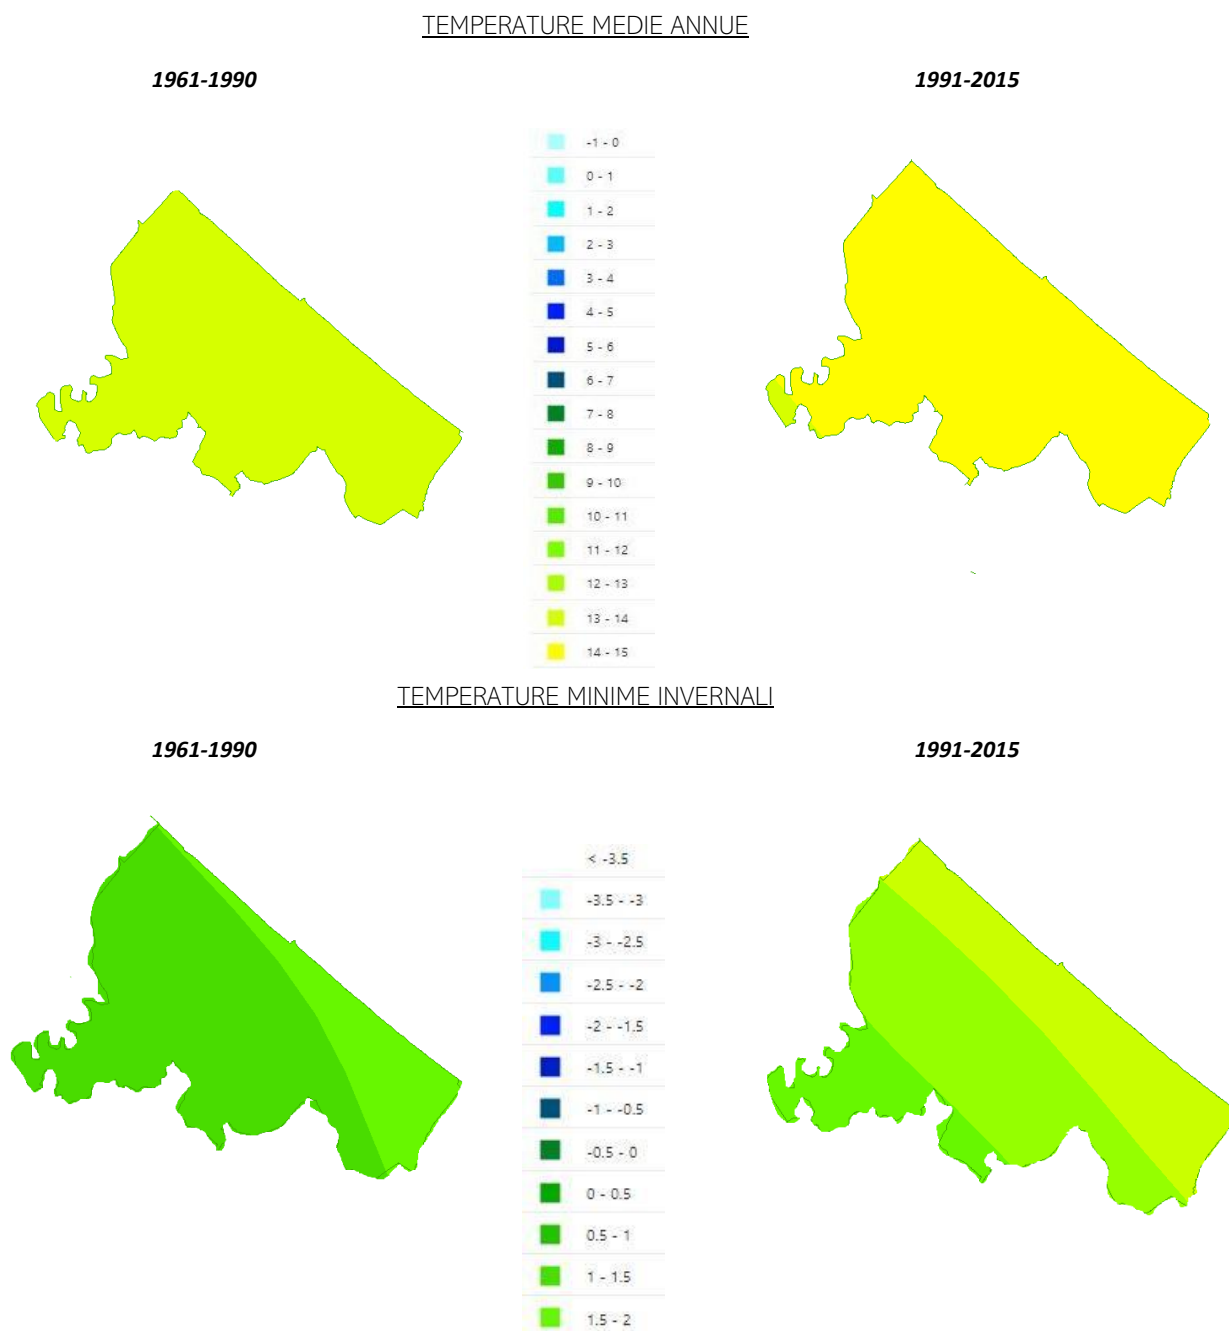 TEMPERATURE MEDIE ANNUE
1961-1990
1991-2015
-1 - 0
0 - 1
1 - 2
2 - 3
3 - 4
4 - 5
5 - 6
6 - 7
7 - 8
8 - 9
9 - 10
10 - 11
11 - 12
12 - 13
13 - 14
14 - 15
TEMPERATURE MINIME INVERNALI
1961-1990
1991-2015
< -3.5
-3.5 - -3
-3 - -2.5
-2.5 - -2
-2 - -1.5
-1.5 - -1
-1 - -0.5
-0.5 - 0
0 - 0.5
0.5 - 1
1 - 1.5
1.5 - 2